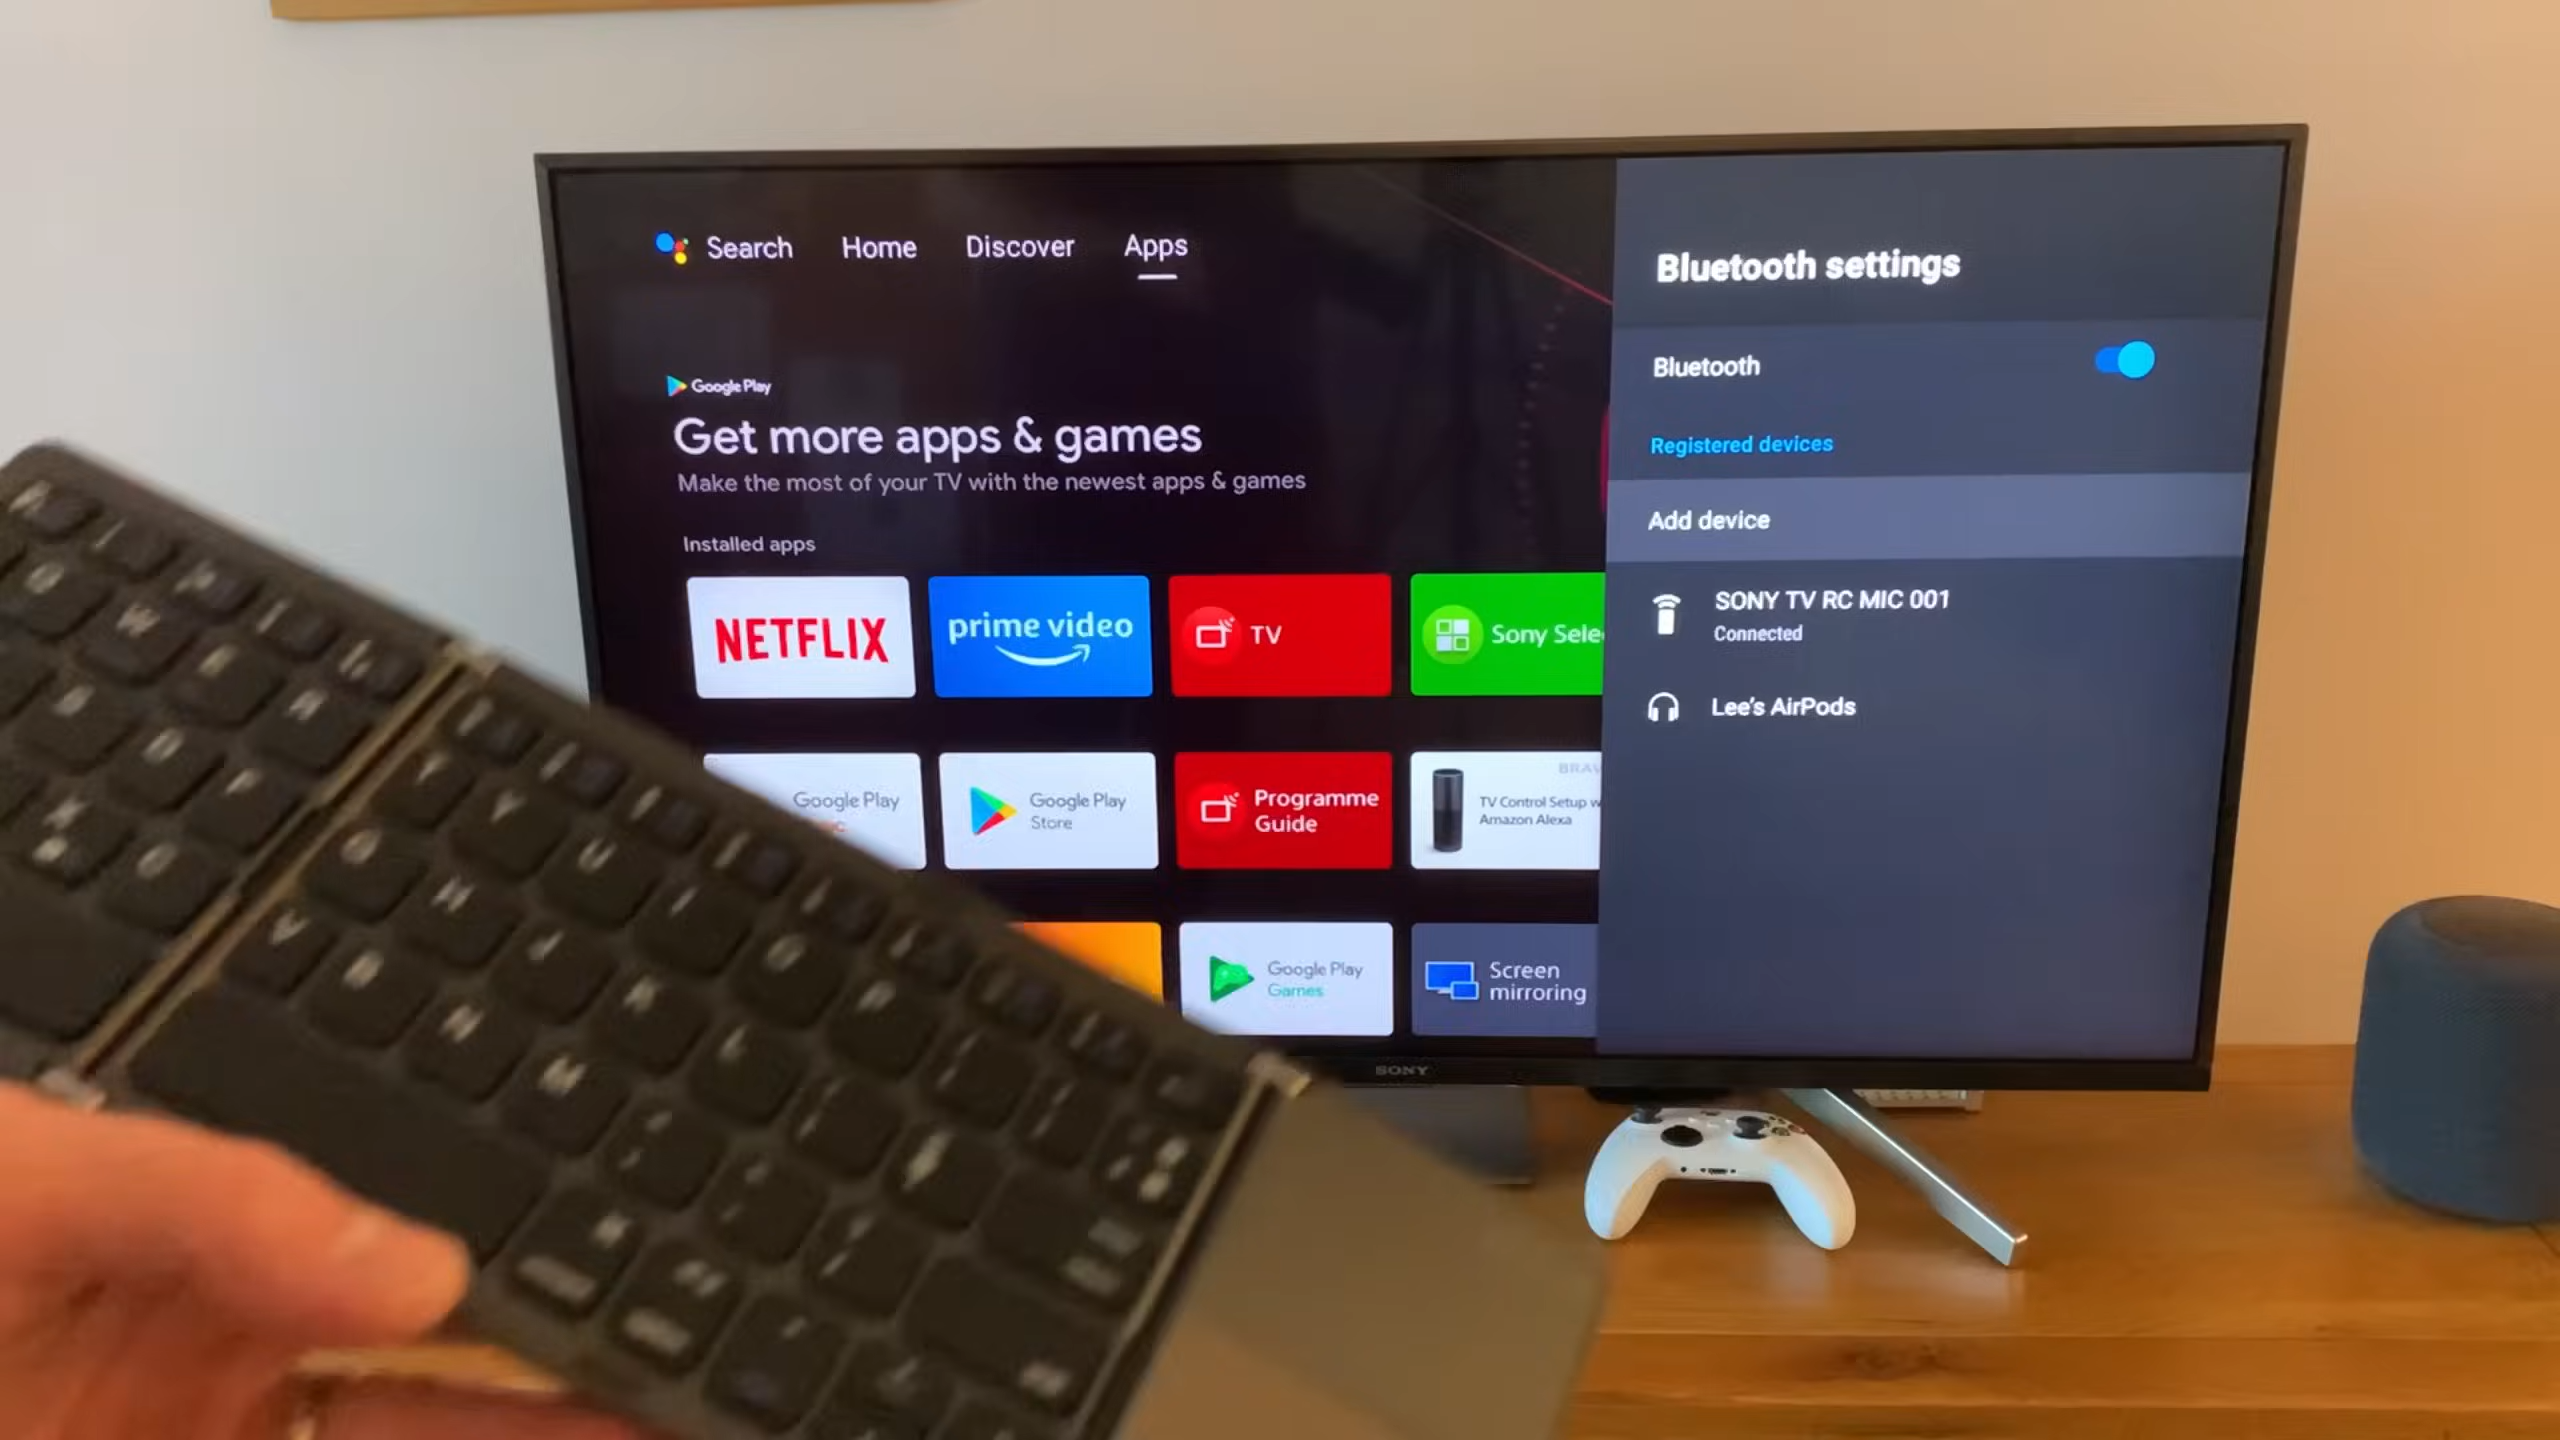 Search Home Discover Apps
Google Play
Get more apps & games
Make the most of your TV with the newest apps & games
Installed apps
NETFLIX
prime video
TV
Sony Sele
Google Play
Google Play
Store
Programme
Guide
BRAV
TV Control Setup w
Amazon Alexa
Google Play
Games
Screen
mirroring
Bluetooth settings
Bluetooth
Registered devices
Add device
SONY TV RC MIC 001
Connected
Lee's AirPods
SONY
Y
U
I
O
P
G
H
J
K
L
V
B
N
M